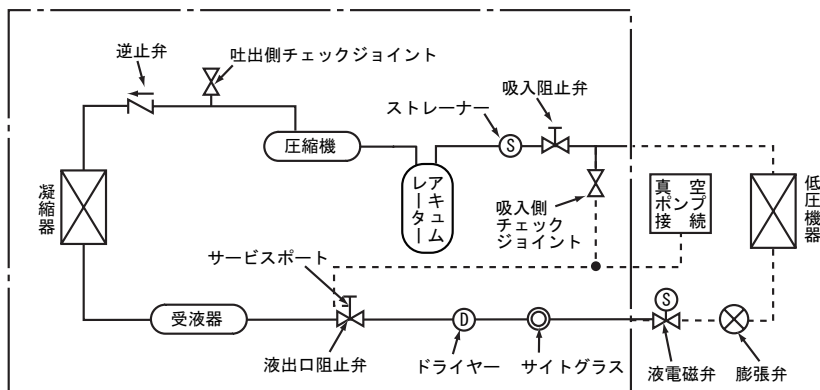 逆止弁
吐出側チェックジョイント
吸入阻止弁
ストレーナー
S
圧縮機
凝縮器
アキュム
レーター
吸入側
チェック
ジョイント
真空
ポンプ
接続
低圧機器
サービスポート
S
受液器
D
液出口阻止弁
ドライヤー
サイトグラス
液電磁弁
膨張弁